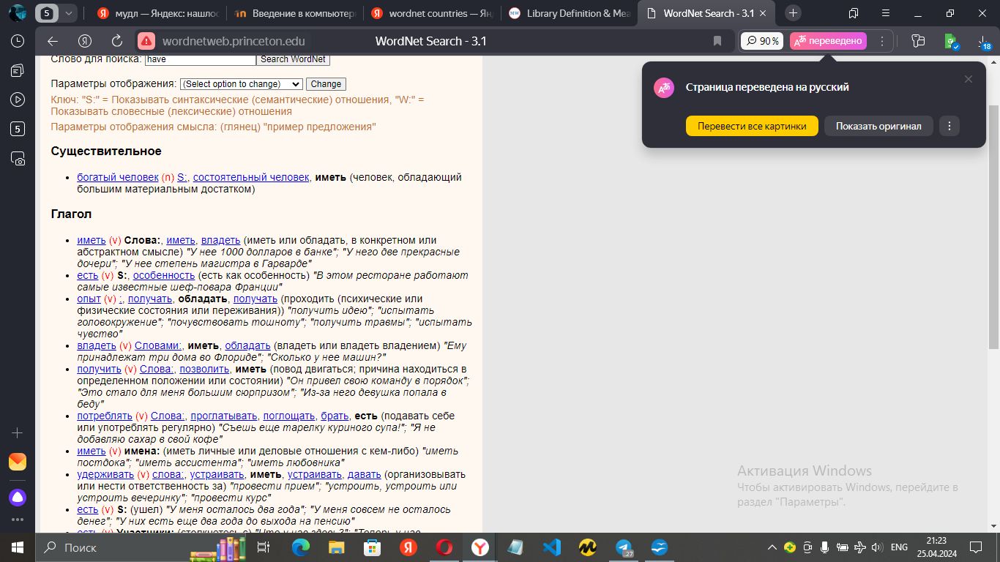 5
мудл — Яндекс: нашлос
Введение в компьютерн
wordnet countries — Ян
Library Definition & Mea
WordNet Search - 3.1
wordnetweb.princeton.edu
WordNet Search - 3.1
90 %
переведено
18
Слово для поиска: have Search WordNet
Параметры отображения: (Select option to change) Change
Ключ: "S:" = Показывать синтаксические (семантические) отношения, "W:" =
Показывать словесные (лексические) отношения
Параметры отображения смысла: (глянец) "пример предложения"
Существительное
• богатый человек (n) S:, состоятельный человек, иметь (человек, обладающий
большим материальным достатком)
Глагол
• иметь (v) Слова:, иметь, владеть (иметь или обладать, в конкретном или
абстрактном смысле) "У нее 1000 долларов в банке"; "У него две прекрасные
дочери"; "У нее степень магистра в Гарварде"
• есть (v) S:, особенность (есть как особенность) "В этом ресторане работают
самые известные шеф-повара Франции"
• опыт (v) :, получать, обладать, получать (проходить (психические или
физические состояния или переживания)) "получить идею"; "испытать
головокружение"; "почувствовать тошноту"; "получить травмы"; "испытать
чувство"
• владеть (v) Словами:, иметь, обладать (владеть или владеть владением) "Ему
принадлежат три дома во Флориде"; "Сколько у нее машин?"
• получить (v) Слова:, позволить, иметь (повод двигаться; причина находиться в
определенном положении или состоянии) "Он привел свою команду в порядок";
"Это стало для меня большим сюрпризом"; "Из-за него девушка попала в
беду"
• потреблять (v) Слова:, проглатывать, поглощать, брать, есть (подавать себе
или употреблять регулярно) "Съешь еще тарелку куриного супа!"; "Я не
добавляю сахар в свой кофе"
• иметь (v) имена: (иметь личные или деловые отношения с кем-либо) "иметь
постдока"; "иметь ассистента"; "иметь любовника"
• удерживать (v) слова:, устраивать, иметь, устраивать, давать (организовывать
или нести ответственность за) "провести прием"; "устроить, устроить или
устроить вечеринку"; "провести курс"
• есть (v) S: (ушел) "У меня осталось два года"; "У меня совсем не осталось
денег"; "У них есть еще два года до выхода на пенсию"
• есть (v) Участники: (столкнотесь с) "Что у нас здесь?"; "Теперь у нас
Страница переведена на русский
Перевести все картинки
Показать оригинал
5
Активация Windows
Чтобы активировать Windows, перейдите в
раздел "Параметры".
Поиск
27
ENG
21:23
25.04.2024